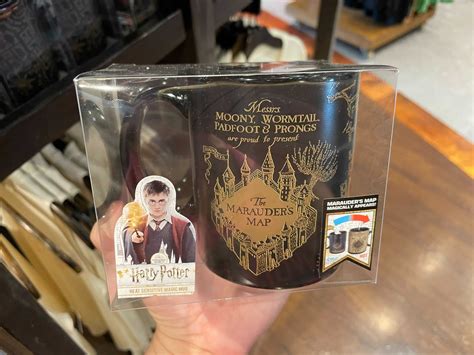 Messrs
MOONY, WORMTAIL
PADFOOT & PRONGS
are proud to present
The
MARAUDER'S
MAP
MARAUDER'S MAP
MAGICALLY APPEARS!
Harry Potter
HEAT SENSITIVE MAGIC MUG